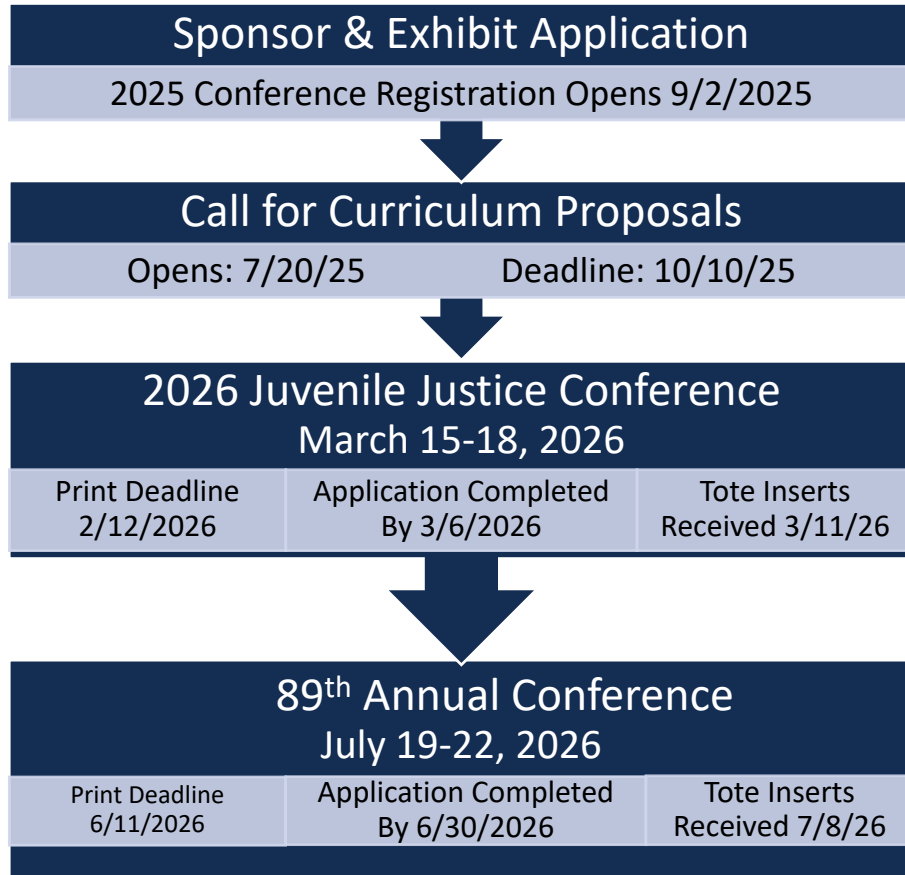 Sponsor & Exhibit Application
2025 Conference Registration Opens 9/2/2025
Call for Curriculum Proposals
Opens: 7/20/25 Deadline: 10/10/25
2026 Juvenile Justice Conference
March 15-18, 2026
Print Deadline
2/12/2026
Application Completed
By 3/6/2026
Tote Inserts
Received 3/11/26
89th Annual Conference
July 19-22, 2026
Print Deadline
6/11/2026
Application Completed
By 6/30/2026
Tote Inserts
Received 7/8/26